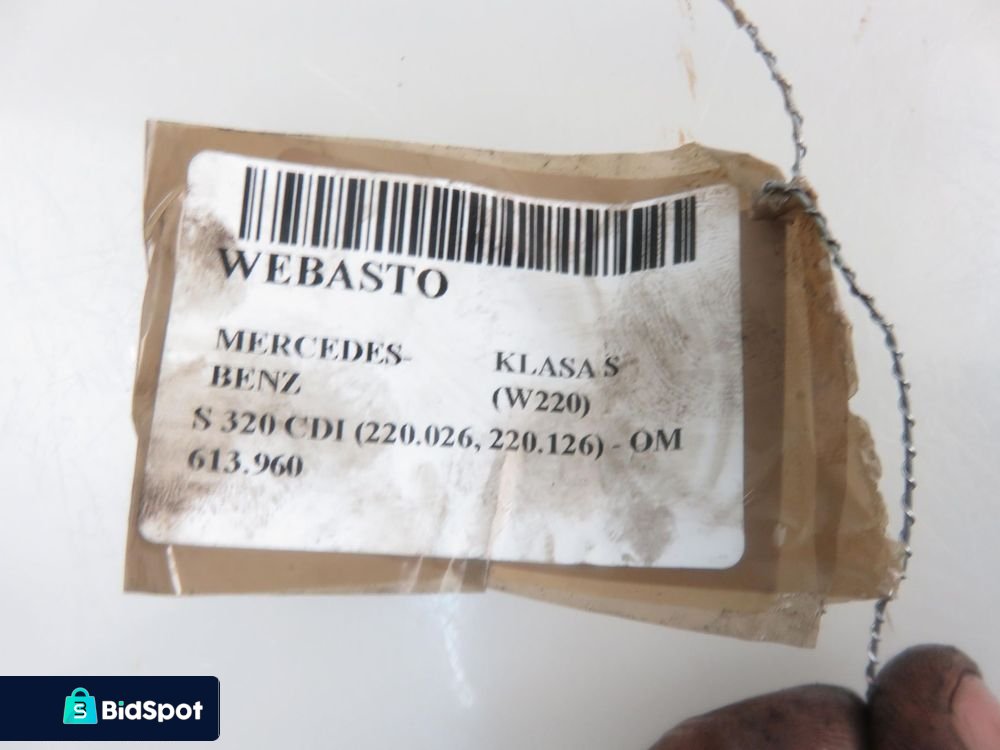 WEBASTO
MERCEDES-
BENZ
KLASA S
(W220)
S 320 CDI (220.026, 220.126) - OM
613.960
BidSpot